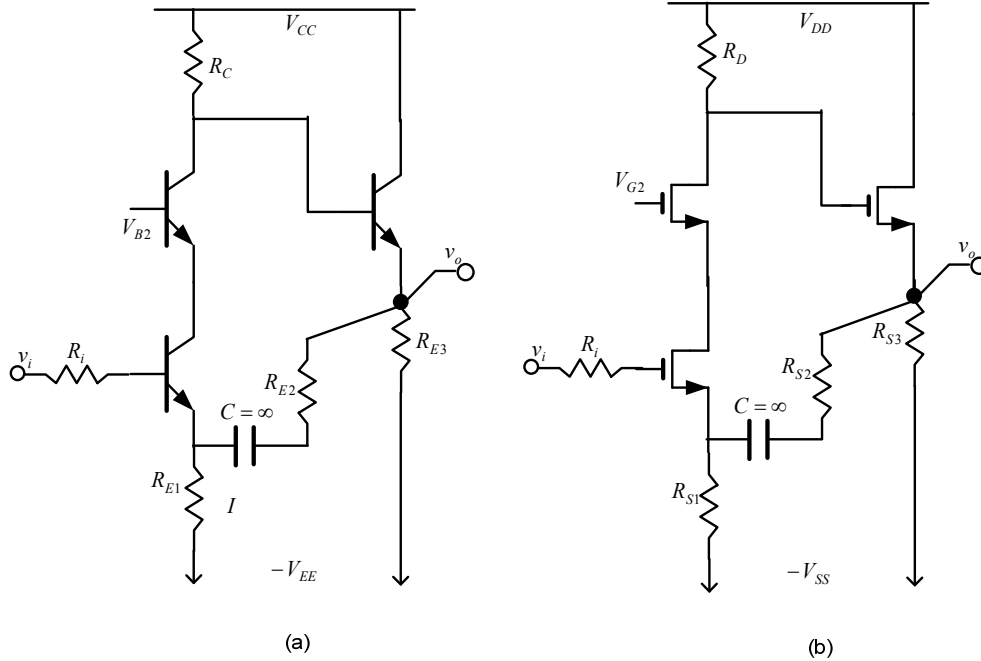 V_CC
R_C
V_B2
v_o
v_i
R_i
R_E3
R_E2
C = ∞
R_E1
I
-V_EE
(a)
V_DD
R_D
V_G2
v_o
v_i
R_i
R_S3
R_S2
C = ∞
R_S1
-V_SS
(b)